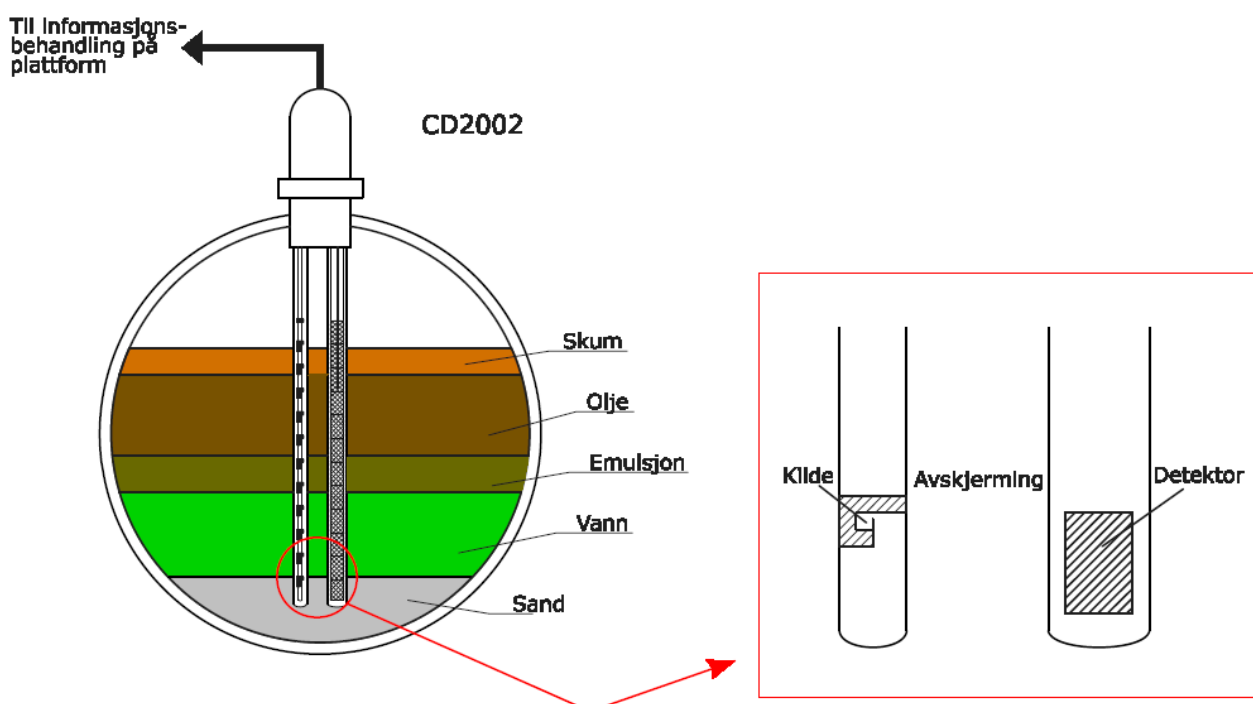 Til informasjons-
behandling på
plattform
CD2002
Skum
Olje
Emulsjon
Vann
Sand
Kilde
Avskjerming
Detektor